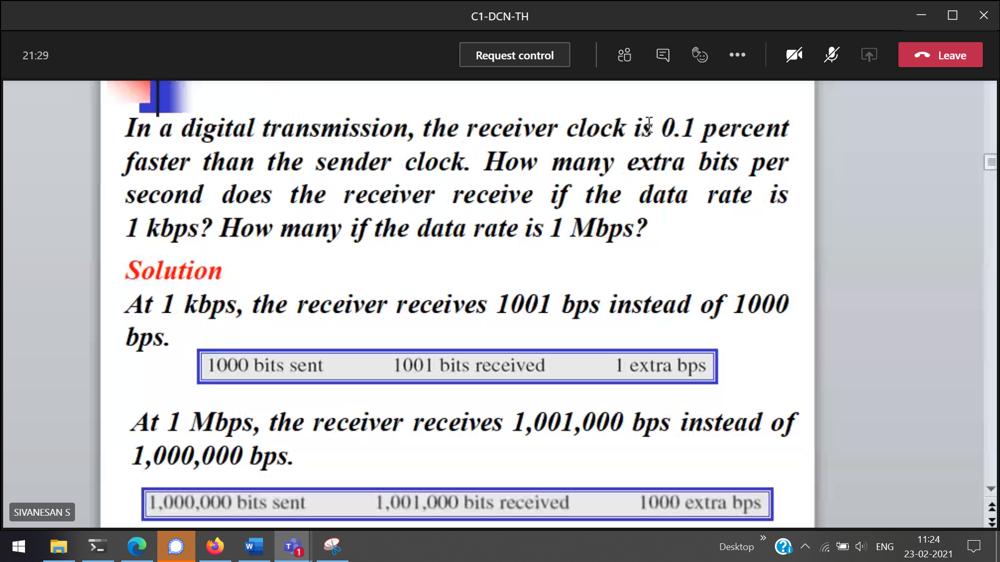 C1-DCN-TH
21:29
Request control
Leave
In a digital transmission, the receiver clock is 0.1 percent
faster than the sender clock. How many extra bits per
second does the receiver receive if the data rate is
1 kbps? How many if the data rate is 1 Mbps?
Solution
At 1 kbps, the receiver receives 1001 bps instead of 1000
bps.
1000 bits sent 1001 bits received 1 extra bps
At 1 Mbps, the receiver receives 1,001,000 bps instead of
1,000,000 bps.
1,000,000 bits sent 1,001,000 bits received 1000 extra bps
SIVANESAN S
W
T
1
Desktop
ENG
11:24
23-02-2021